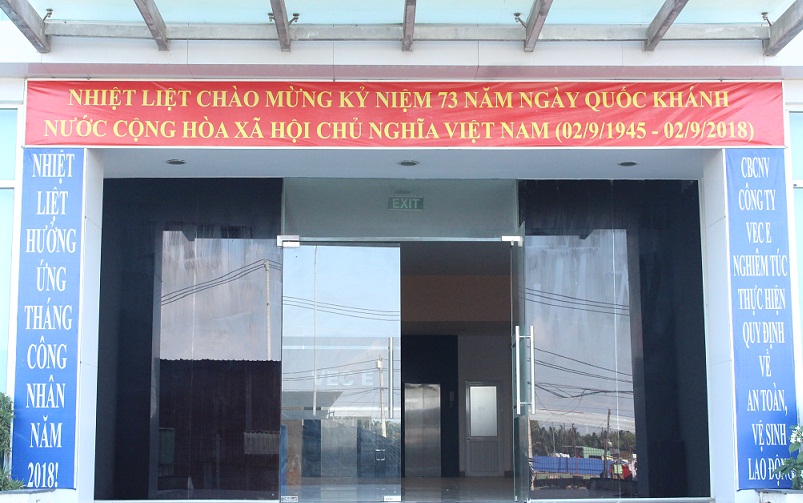 NHIỆT LIỆT CHÀO MỪNG KỶ NIỆM 73 NĂM NGÀY QUỐC KHÁNH
NƯỚC CỘNG HÒA XÃ HỘI CHỦ NGHĨA VIỆT NAM (02/9/1945 - 02/9/2018)
NHIỆT
LIỆT
HƯỞNG
ỨNG
THÁNG
CÔNG
NHÂN
NĂM
2018!
EXIT
VEC E
CBCNV
CÔNG TY
VEC E
NGHIÊM TÚC
THỰC HIỆN
QUY ĐỊNH
VỀ
AN TOÀN,
VỆ SINH
LAO ĐỘNG